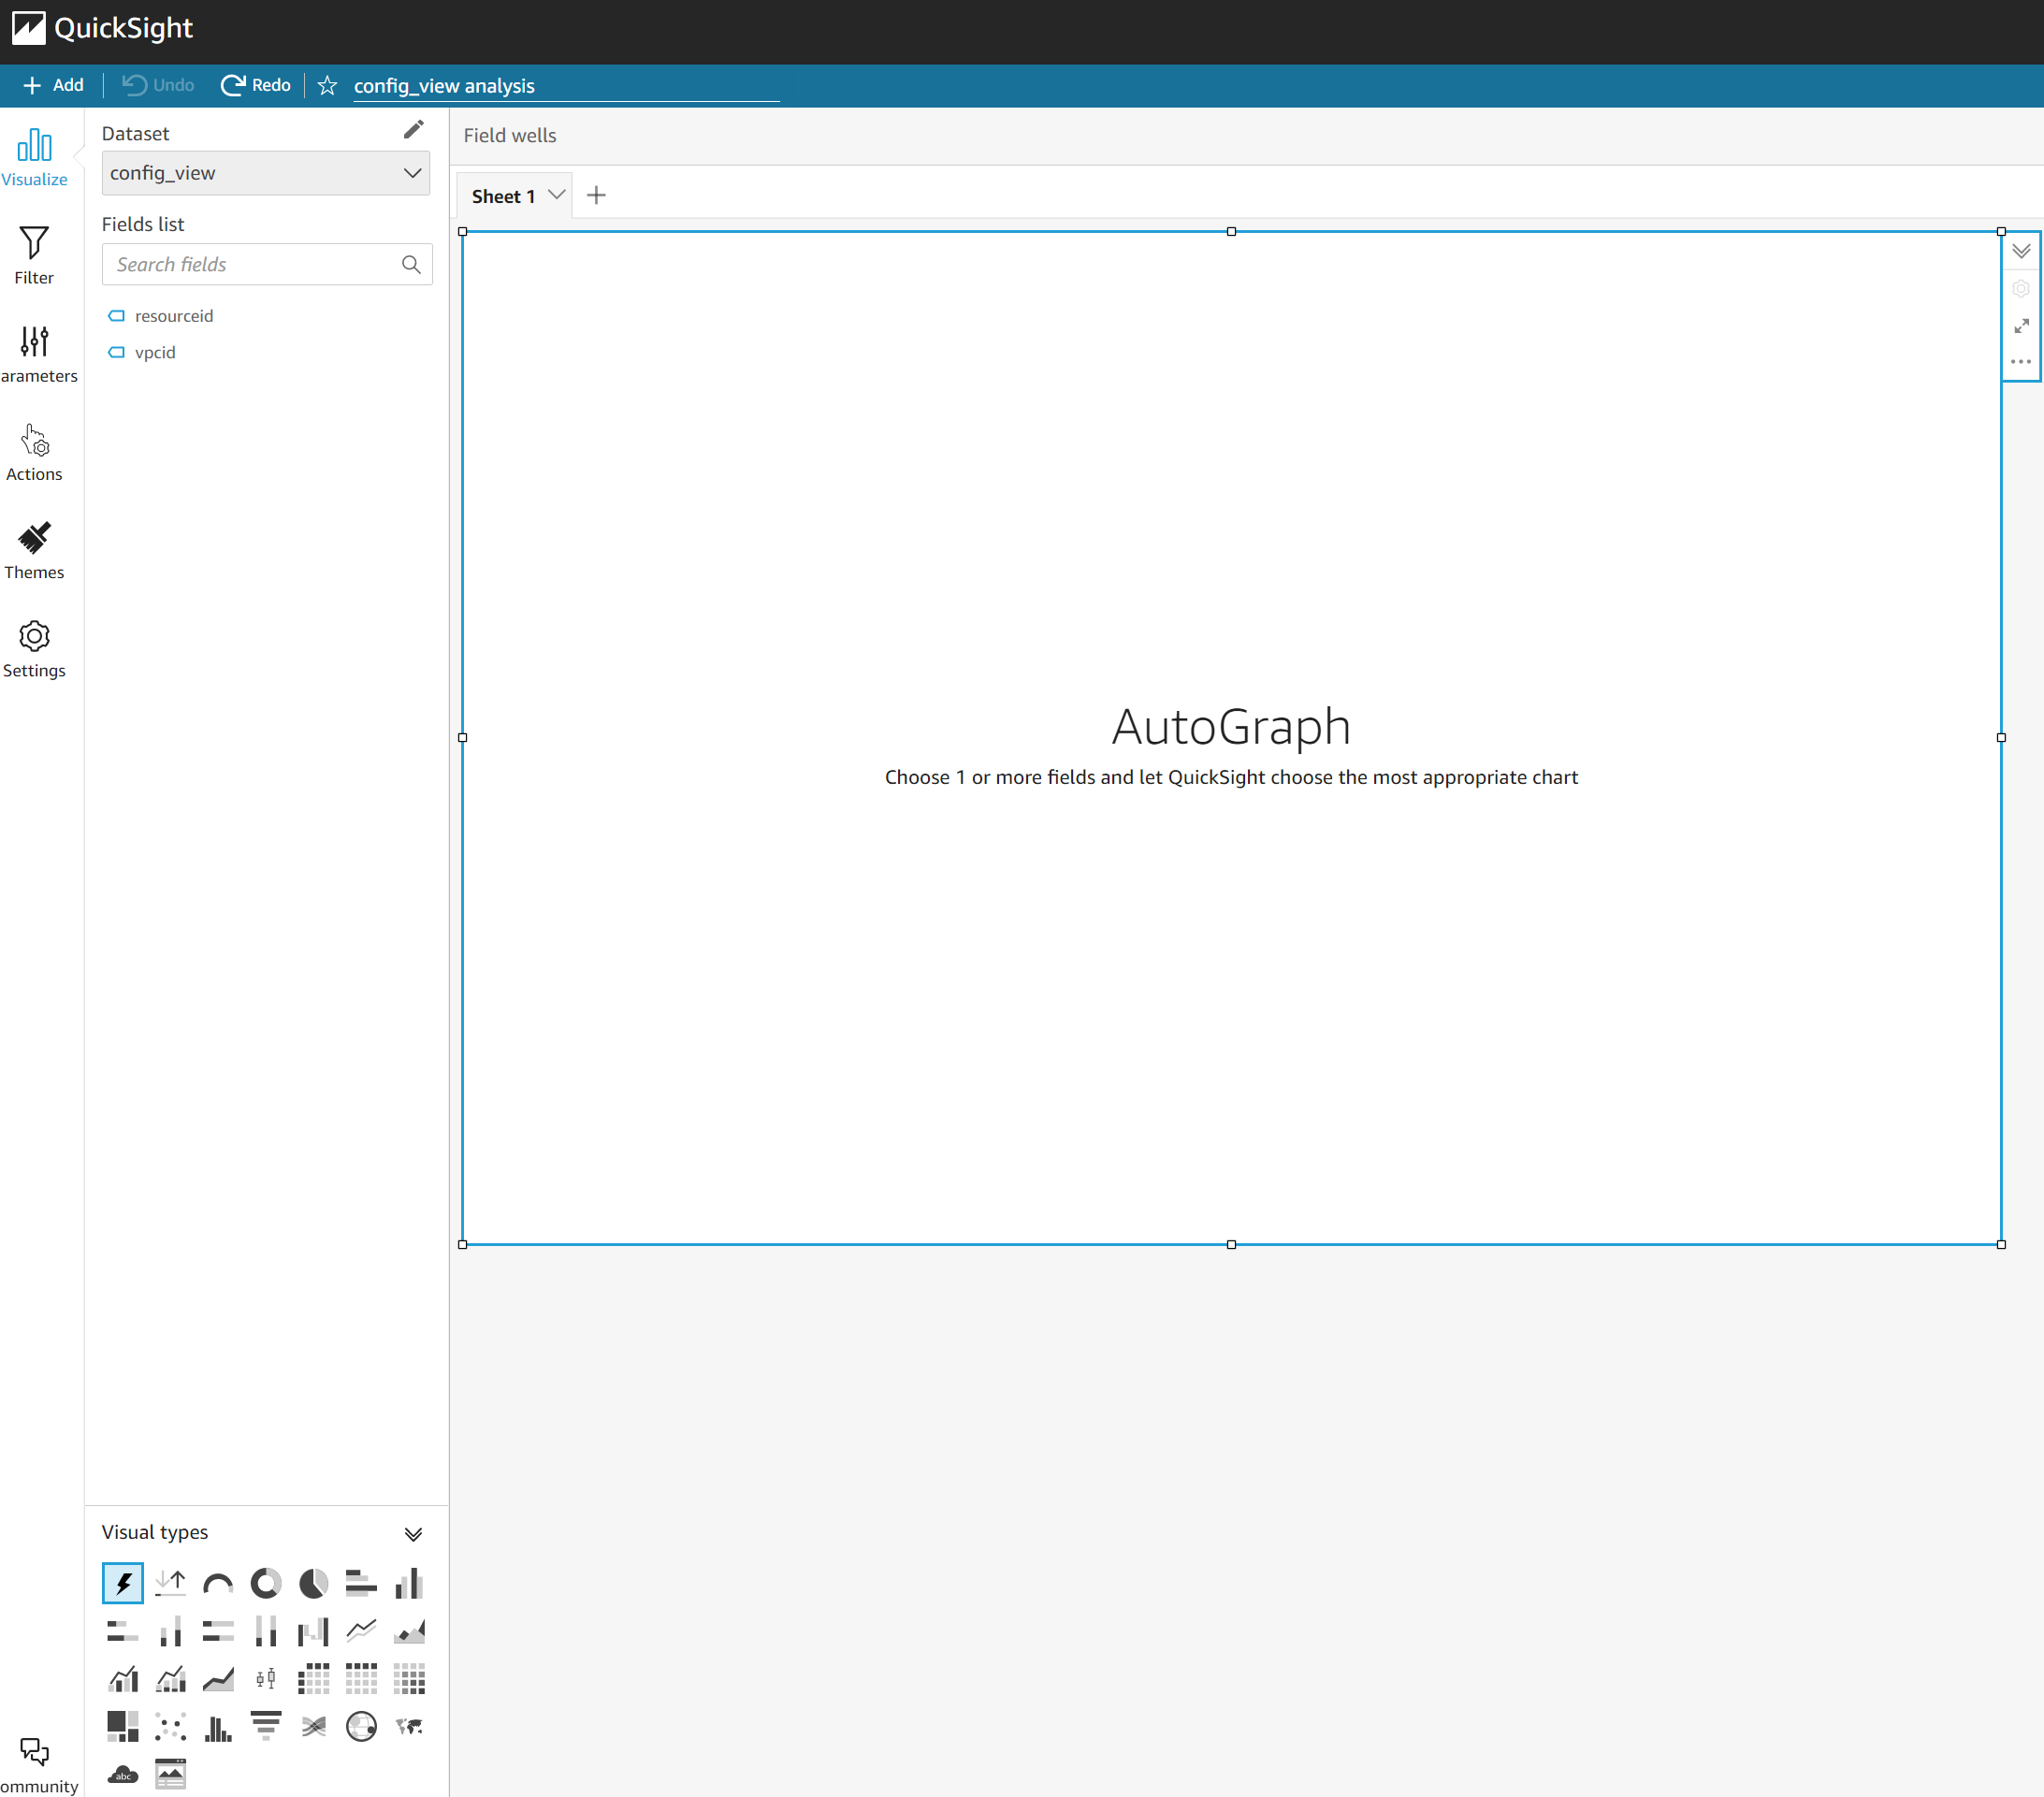 QuickSight
Add
Undo
Redo
config_view analysis
Visualize
Filter
arameters
Actions
Themes
Settings
ommunity
Dataset
config_view
Fields list
Search fields
resourceid
vpcid
Visual types
abc
Field wells
Sheet 1
AutoGraph
Choose 1 or more fields and let QuickSight choose the most appropriate chart